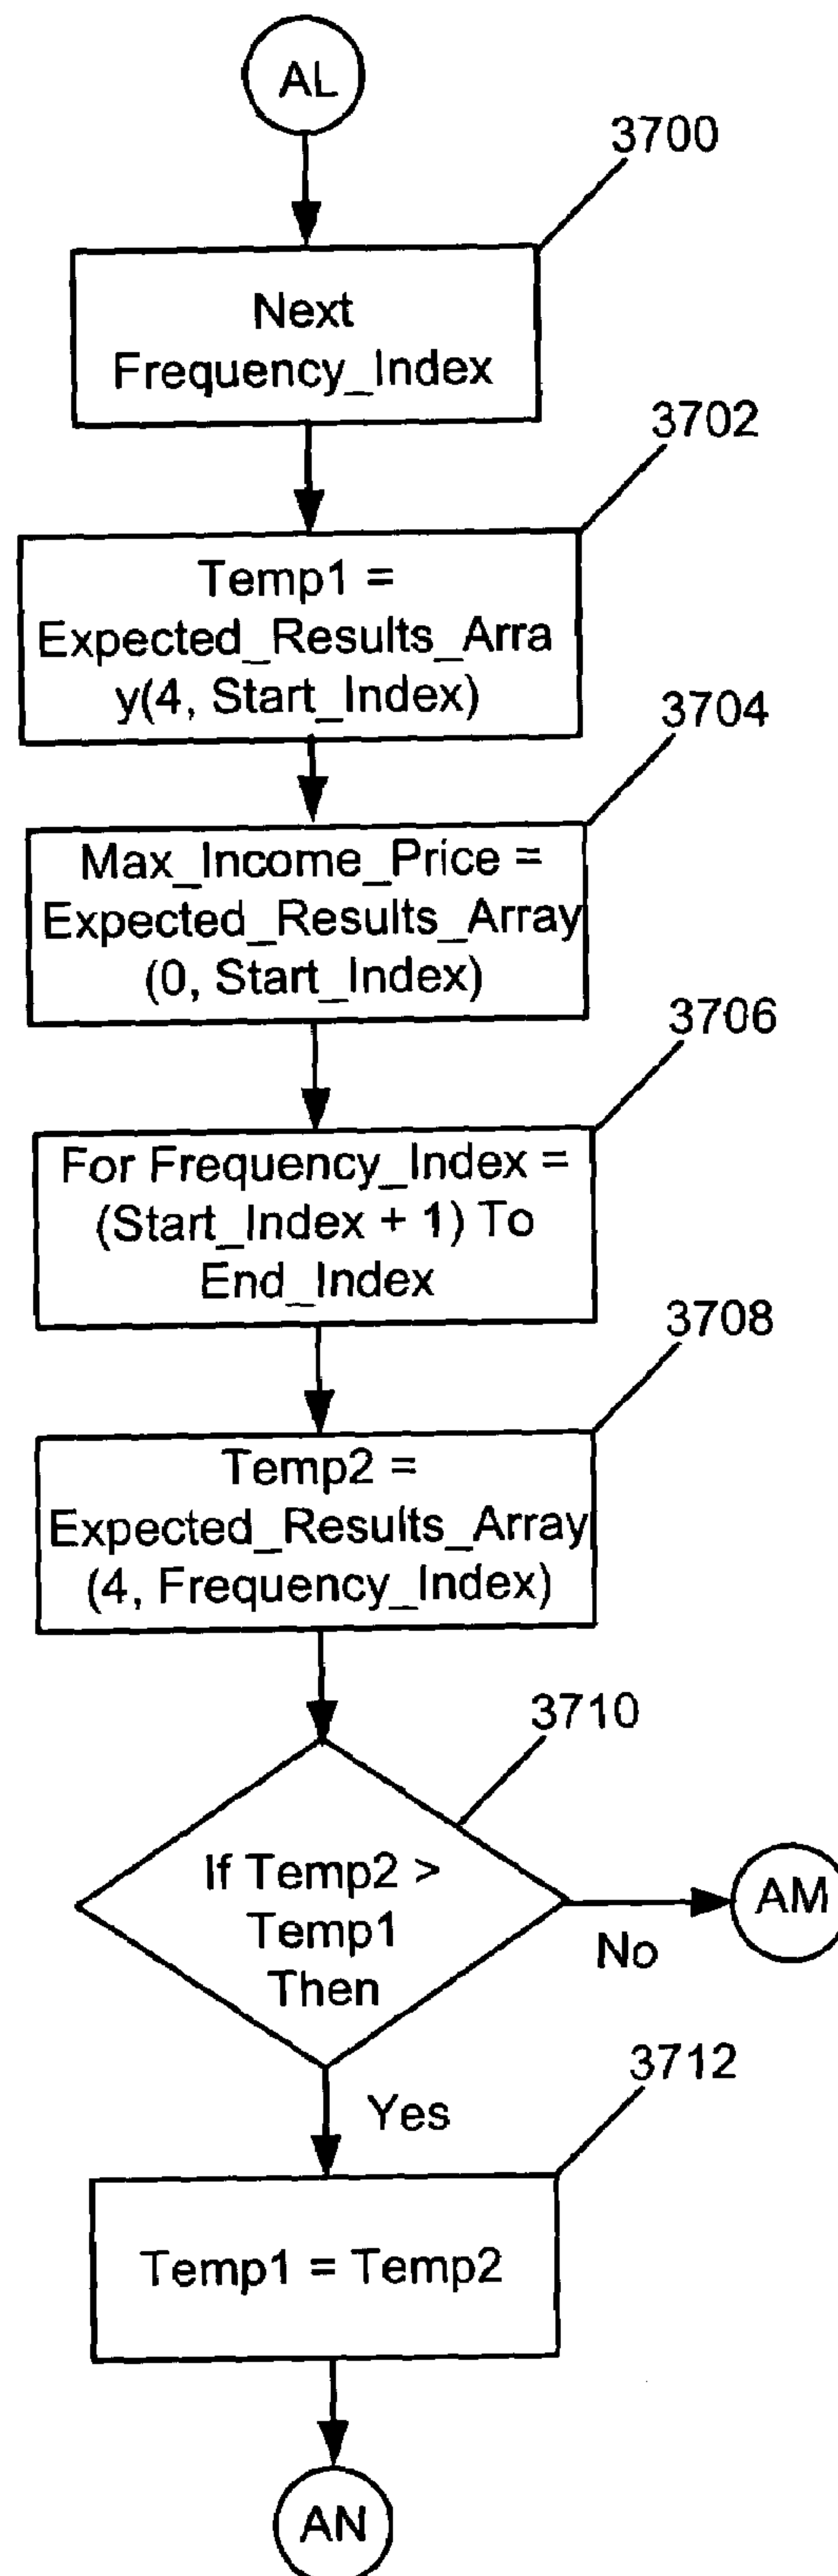 AL
3700
Next
Frequency_Index
3702
Temp1 =
Expected_Results_Arra
y(4, Start_Index)
3704
Max_Income_Price =
Expected_Results_Array
(0, Start_Index)
3706
For Frequency_Index =
(Start_Index + 1) To
End_Index
3708
Temp2 =
Expected_Results_Array
(4, Frequency_Index)
3710
If Temp2 >
Temp1
Then
AM
No
3712
Yes
Temp1 = Temp2
AN